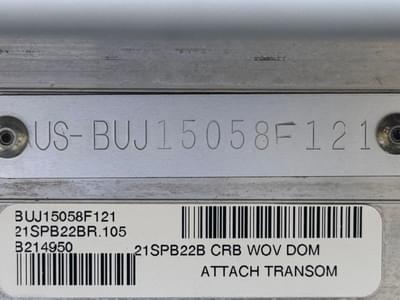 US-BUJ15058F121
BUJ15058F121
21SPB22BR.105
B214950
21SPB22B CRB WOV DOM
ATTACH TRANSOM